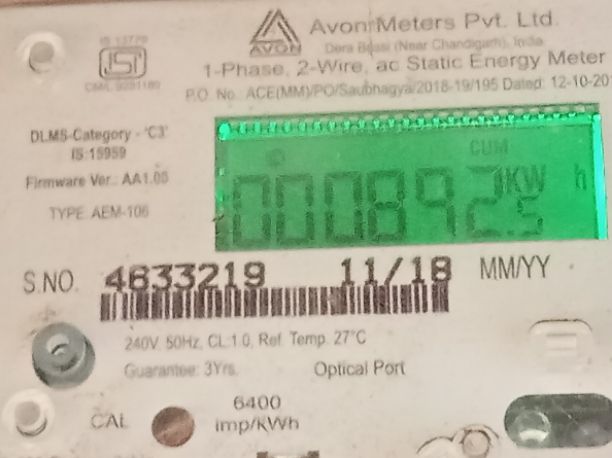 Avon Meters Pvt. Ltd.
AVON
Dera Bassi (Near Chandigarh), India
IS 13779
ISI
1-Phase, 2-Wire, ac Static Energy Meter
P.O. No. ACE(MM)/PO/Saubhagya/2018-19/195 Dated: 12-10-201
DLMS-Category - 'C3'
IS:15959
Firmware Ver.: AA1.05
TYPE AEM-106
CUM
000892.5 KW h
S.NO. 4633219 11/18 MM/YY
240V, 50Hz, CL:1.0, Ref. Temp. 27°C
Guarantee: 3Yrs. Optical Port
CAL
6400
imp/kWh